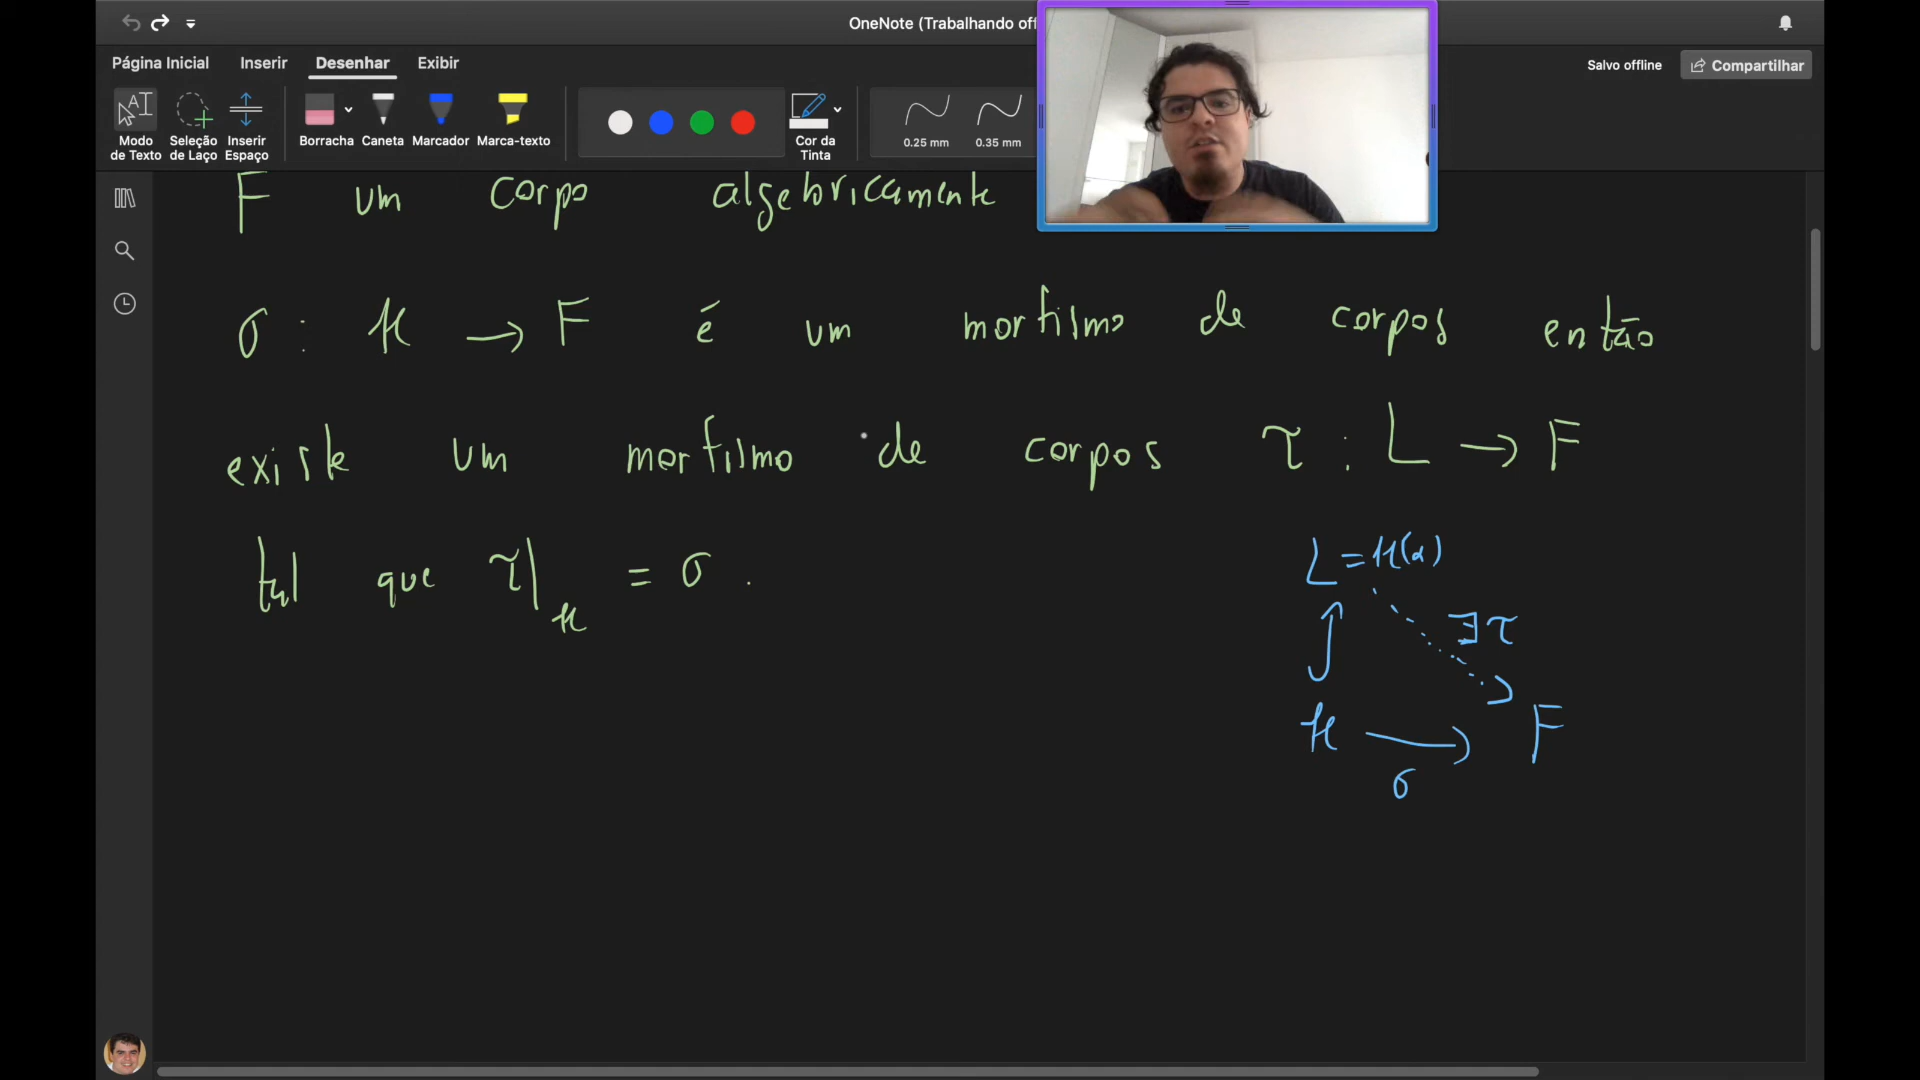 OneNote (Trabalhando off
Página Inicial Inserir Desenhar Exibir
Salvo offline Compartilhar
Modo de Texto
Seleção de Laço
Inserir Espaço
Borracha Caneta Marcador Marca-texto
Cor da Tinta
0.25 mm 0.35 mm
F um corpo algebricamente
σ : K → F é um morfismo de corpos então
existe um morfismo de corpos τ : L → F
tal que τ|_K = σ .
L = K(α)
∃ τ
K → F
σ